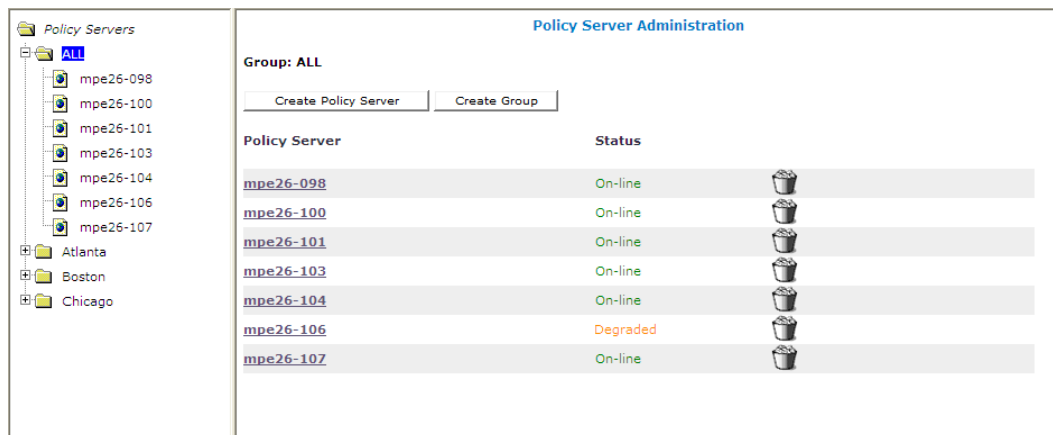 Policy Servers
ALL
mpe26-098
mpe26-100
mpe26-101
mpe26-103
mpe26-104
mpe26-106
mpe26-107
Atlanta
Boston
Chicago
Policy Server Administration
Group: ALL
Create Policy Server Create Group
Policy Server Status
mpe26-098 On-line
mpe26-100 On-line
mpe26-101 On-line
mpe26-103 On-line
mpe26-104 On-line
mpe26-106 Degraded
mpe26-107 On-line